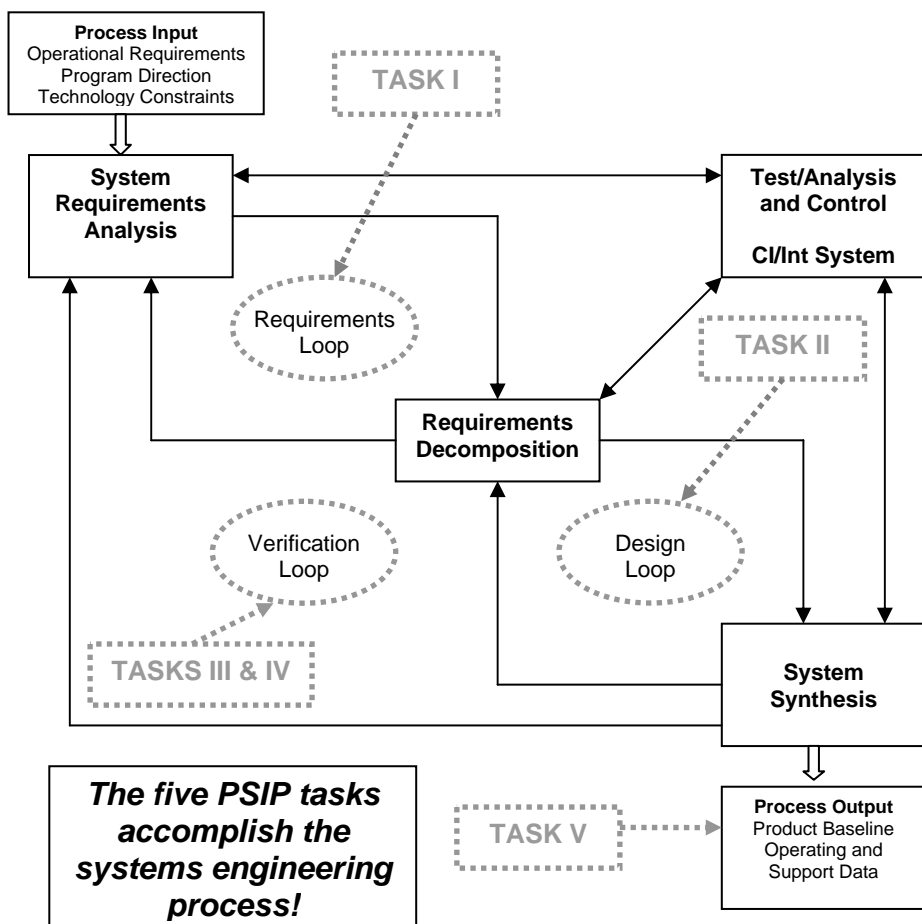 Process Input
Operational Requirements
Program Direction
Technology Constraints
TASK I
System
Requirements
Analysis
Test/Analysis
and Control
CI/Int System
Requirements
Loop
TASK II
Requirements
Decomposition
Verification
Loop
Design
Loop
TASKS III & IV
System
Synthesis
The five PSIP tasks
accomplish the
systems engineering
process!
TASK V
Process Output
Product Baseline
Operating and
Support Data